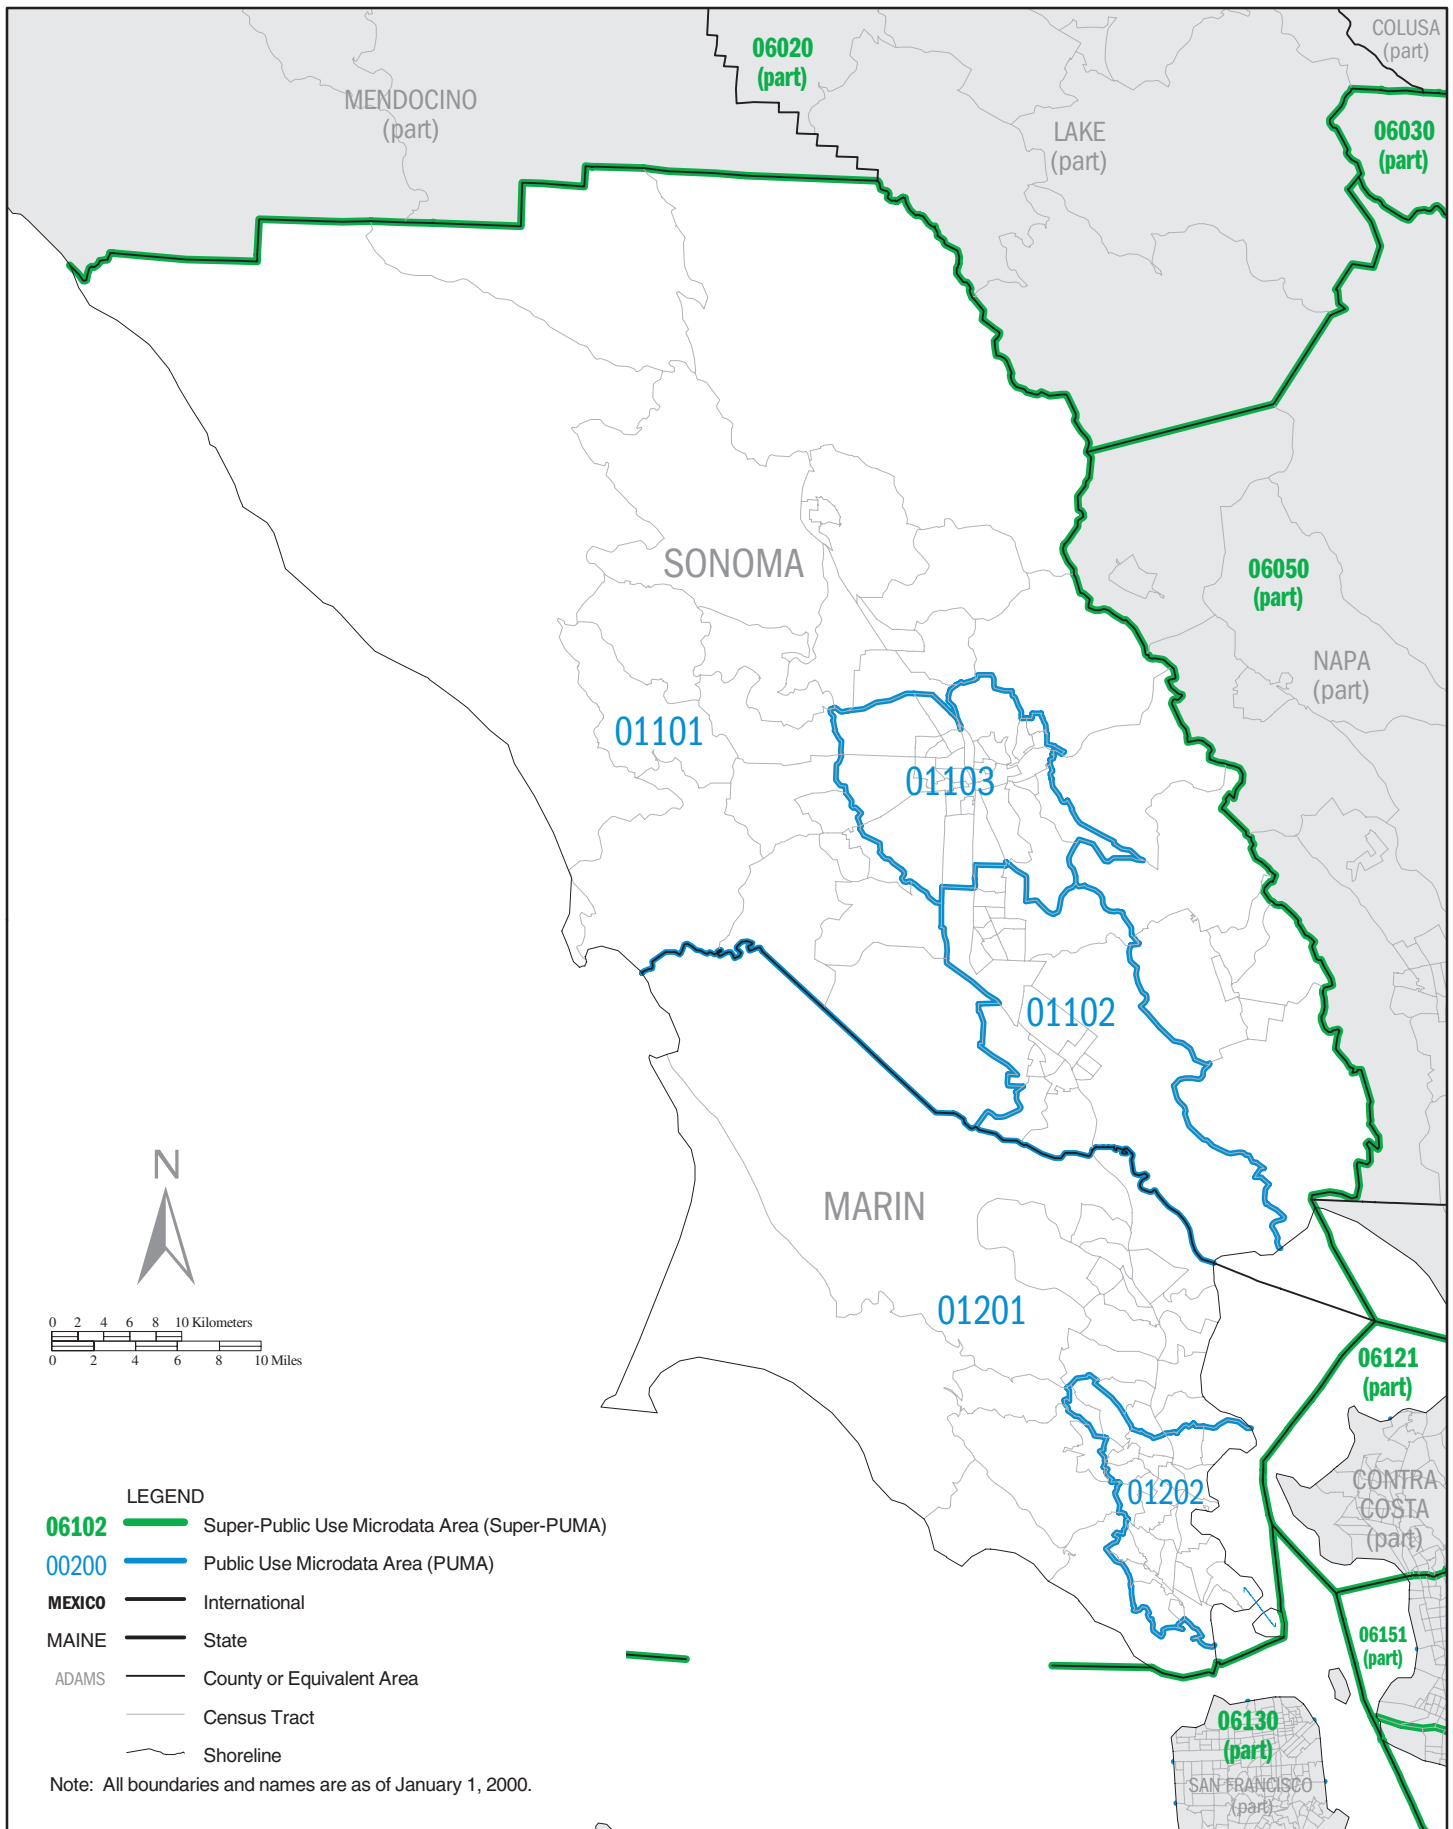 COLUSA
(part)
06020
(part)
MENDOCINO
(part)
LAKE
(part)
06030
(part)
SONOMA
06050
(part)
NAPA
(part)
01101
01103
01102
MARIN
N
01201
0 2 4 6 8 10 Kilometers
0 2 4 6 8 10 Miles
06121
(part)
CONTRA
COSTA
(part)
01202
LEGEND
06102 Super-Public Use Microdata Area (Super-PUMA)
00200 Public Use Microdata Area (PUMA)
MEXICO International
MAINE State
ADAMS County or Equivalent Area
Census Tract
Shoreline
Note: All boundaries and names are as of January 1, 2000.
06151
(part)
06130
(part)
SAN FRANCISCO
(part)